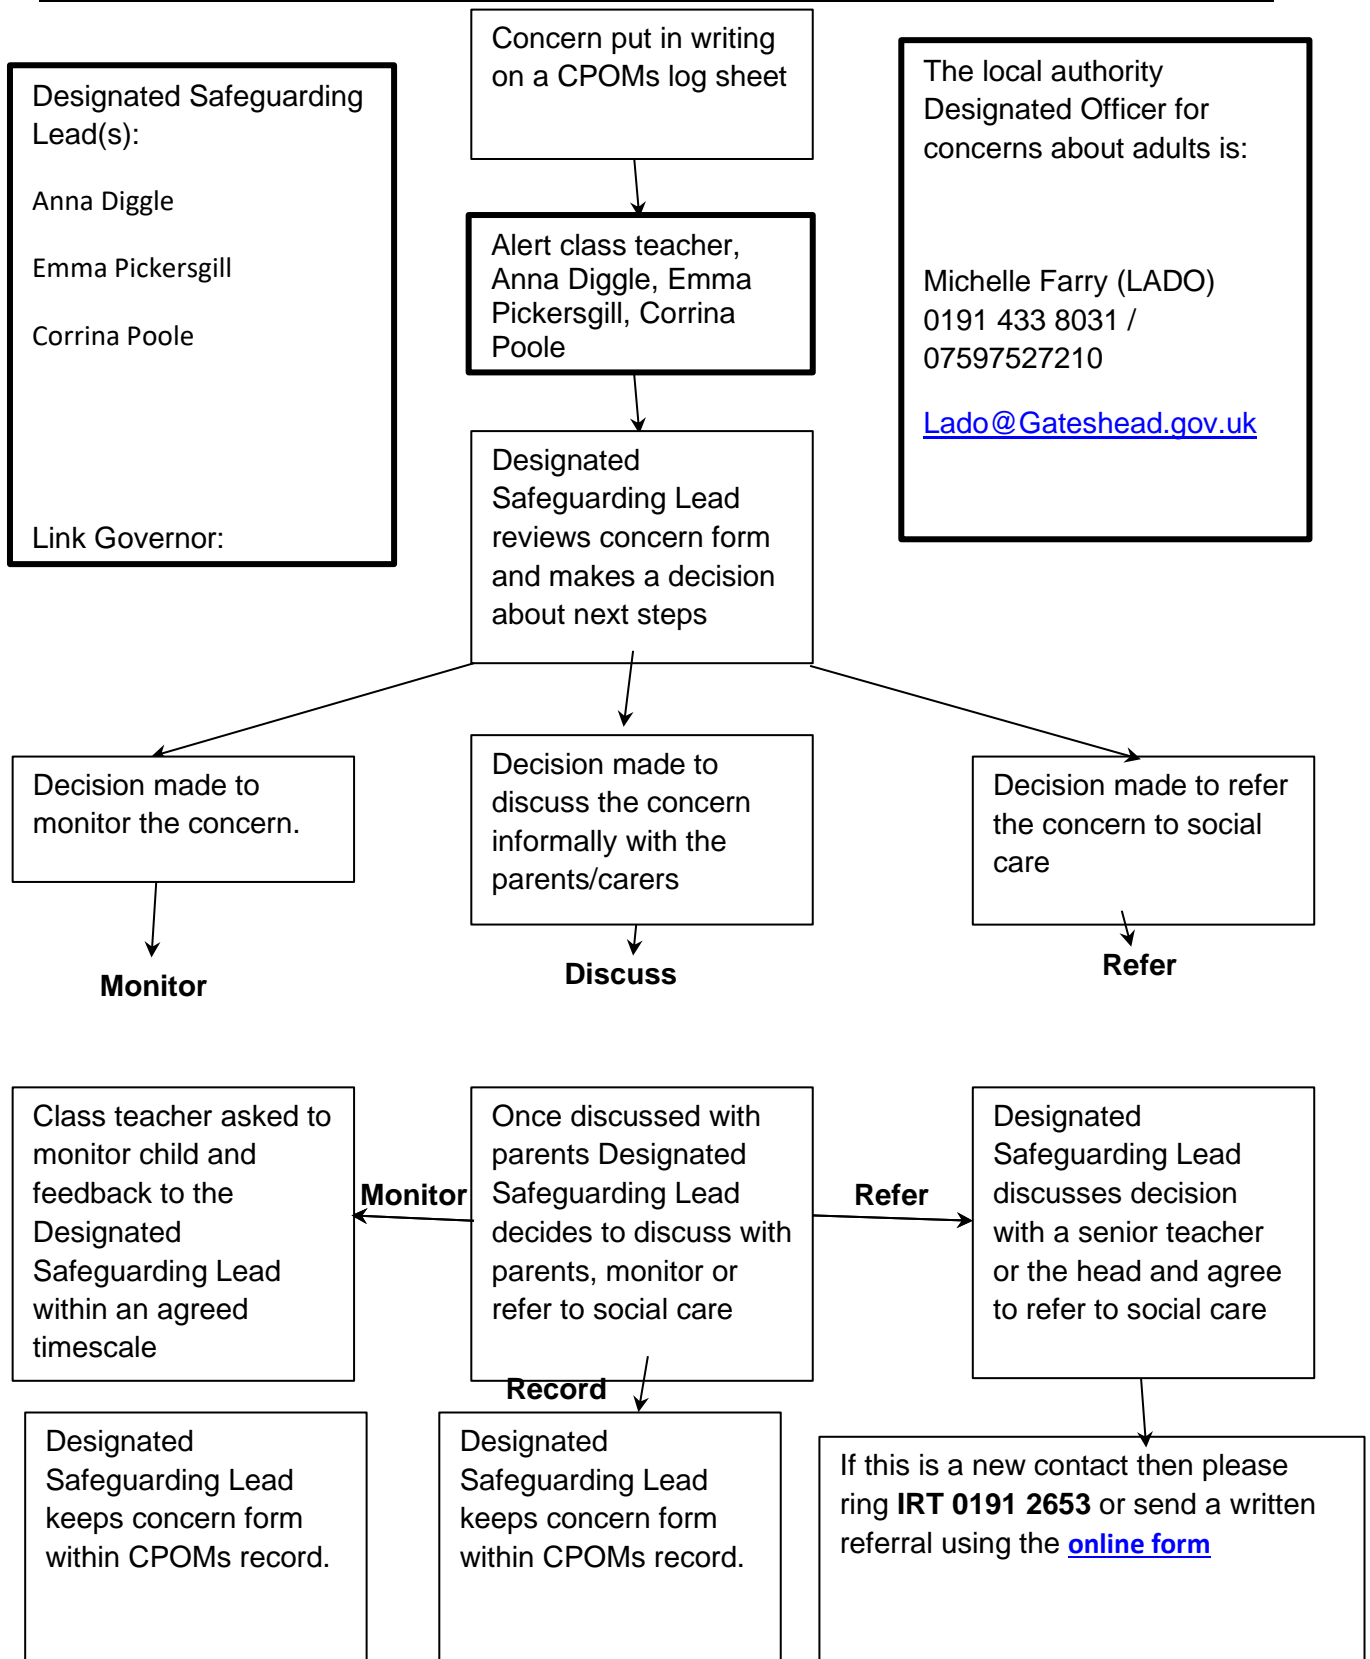 Concern put in writing
on a CPOMs log sheet
Designated Safeguarding
Lead(s):
Anna Diggle
Emma Pickersgill
Corrina Poole
Link Governor:
The local authority
Designated Officer for
concerns about adults is:
Michelle Farry (LADO)
0191 433 8031 /
07597527210
Lado@Gateshead.gov.uk
Alert class teacher,
Anna Diggle, Emma
Pickersgill, Corrina
Poole
Designated
Safeguarding Lead
reviews concern form
and makes a decision
about next steps
Decision made to
monitor the concern.
Decision made to
discuss the concern
informally with the
parents/carers
Decision made to refer
the concern to social
care
Monitor
Discuss
Refer
Class teacher asked to
monitor child and
feedback to the
Designated
Safeguarding Lead
within an agreed
timescale
Monitor
Once discussed with
parents Designated
Safeguarding Lead
decides to discuss with
parents, monitor or
refer to social care
Refer
Designated
Safeguarding Lead
discusses decision
with a senior teacher
or the head and agree
to refer to social care
Record
Designated
Safeguarding Lead
keeps concern form
within CPOMs record.
Designated
Safeguarding Lead
keeps concern form
within CPOMs record.
If this is a new contact then please
ring IRT 0191 2653 or send a written
referral using the online form